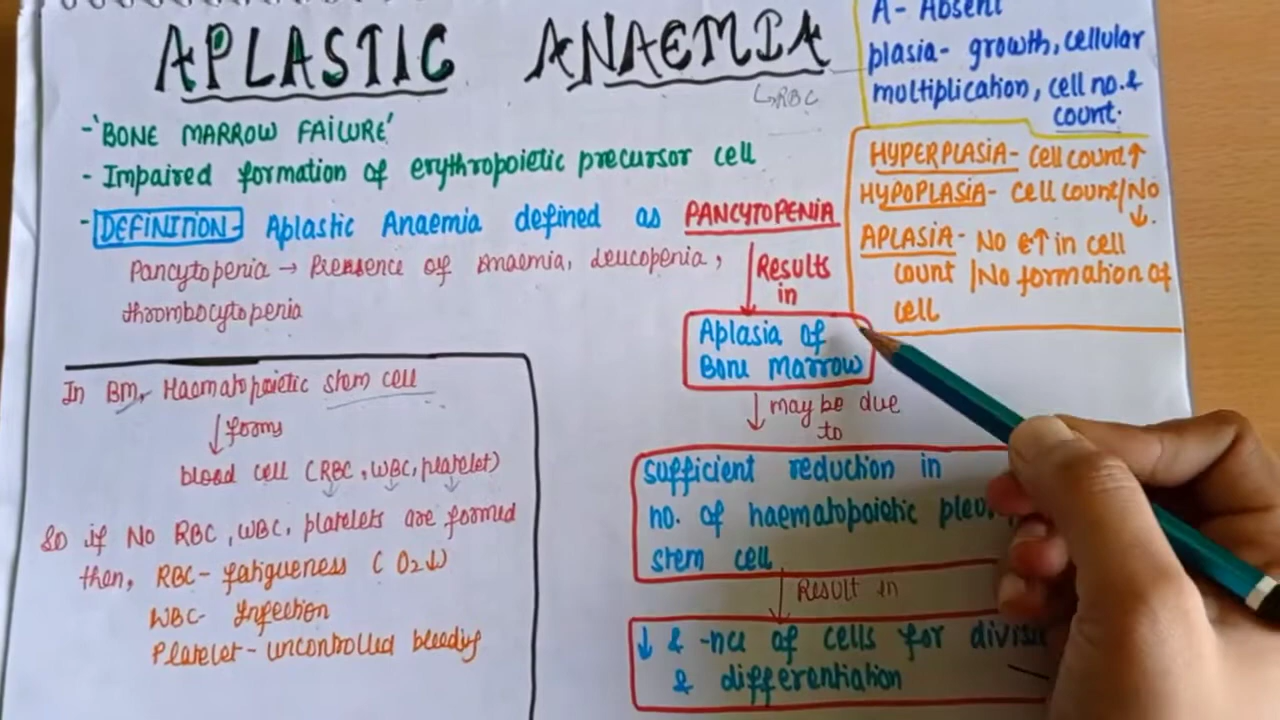 APLASTIC ANAEMIA
↳RBC
-'BONE MARROW FAILURE'
- Impaired formation of erythropoietic precursor cell
- DEFINITION- Aplastic Anaemia defined as PANCYTOPENIA
Pancytopenia → Presence of Anaemia, Leucopenia,
thrombocytopenia
A- Absent
plasia- growth, cellular
multiplication, cell no. &
count.
HYPERPLASIA- Cell count↑
HYPOPLASIA- Cell count/No
↓.
APLASIA- No ↑ in cell
count /No formation of
cell
Results
in
Aplasia of
Bone Marrow
may be due
to
sufficient reduction in
no. of haematopoietic
stem cell
Result in
↓ & -nce of cells for
& differentiation
In BM, Haematopoietic stem cell
↓ forms
blood cell (RBC, WBC, platelet)
So if No RBC, WBC, platelets are formed
then, RBC- fatigueness ( O2↓)
WBC- Infection
Platelet- uncontrolled bleeding